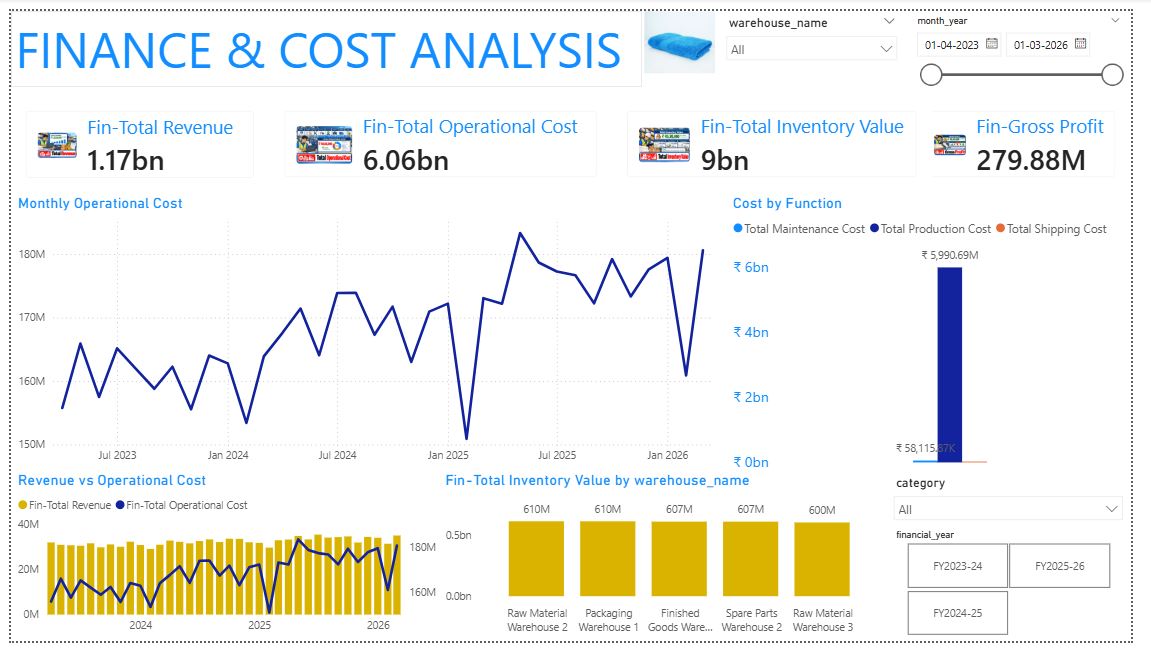 FINANCE & COST ANALYSIS
warehouse_name
All
month_year
01-04-2023
01-03-2026
Fin-Total Revenue
1.17bn
Fin-Total Operational Cost
6.06bn
Fin-Total Inventory Value
9bn
Fin-Gross Profit
279.88M
Monthly Operational Cost
180M
170M
160M
150M
Jul 2023
Jan 2024
Jul 2024
Jan 2025
Jul 2025
Jan 2026
Cost by Function
Total Maintenance Cost
Total Production Cost
Total Shipping Cost
₹ 5,990.69M
₹ 6bn
₹ 4bn
₹ 2bn
₹ 0bn
₹ 58,115.87K
Revenue vs Operational Cost
Fin-Total Revenue
Fin-Total Operational Cost
40M
20M
0M
180M
160M
2024
2025
2026
Fin-Total Inventory Value by warehouse_name
0.5bn
0.0bn
610M
610M
607M
607M
600M
Raw Material
Warehouse 2
Packaging
Warehouse 1
Finished
Goods Ware...
Spare Parts
Warehouse 2
Raw Material
Warehouse 3
category
All
financial_year
FY2023-24
FY2025-26
FY2024-25